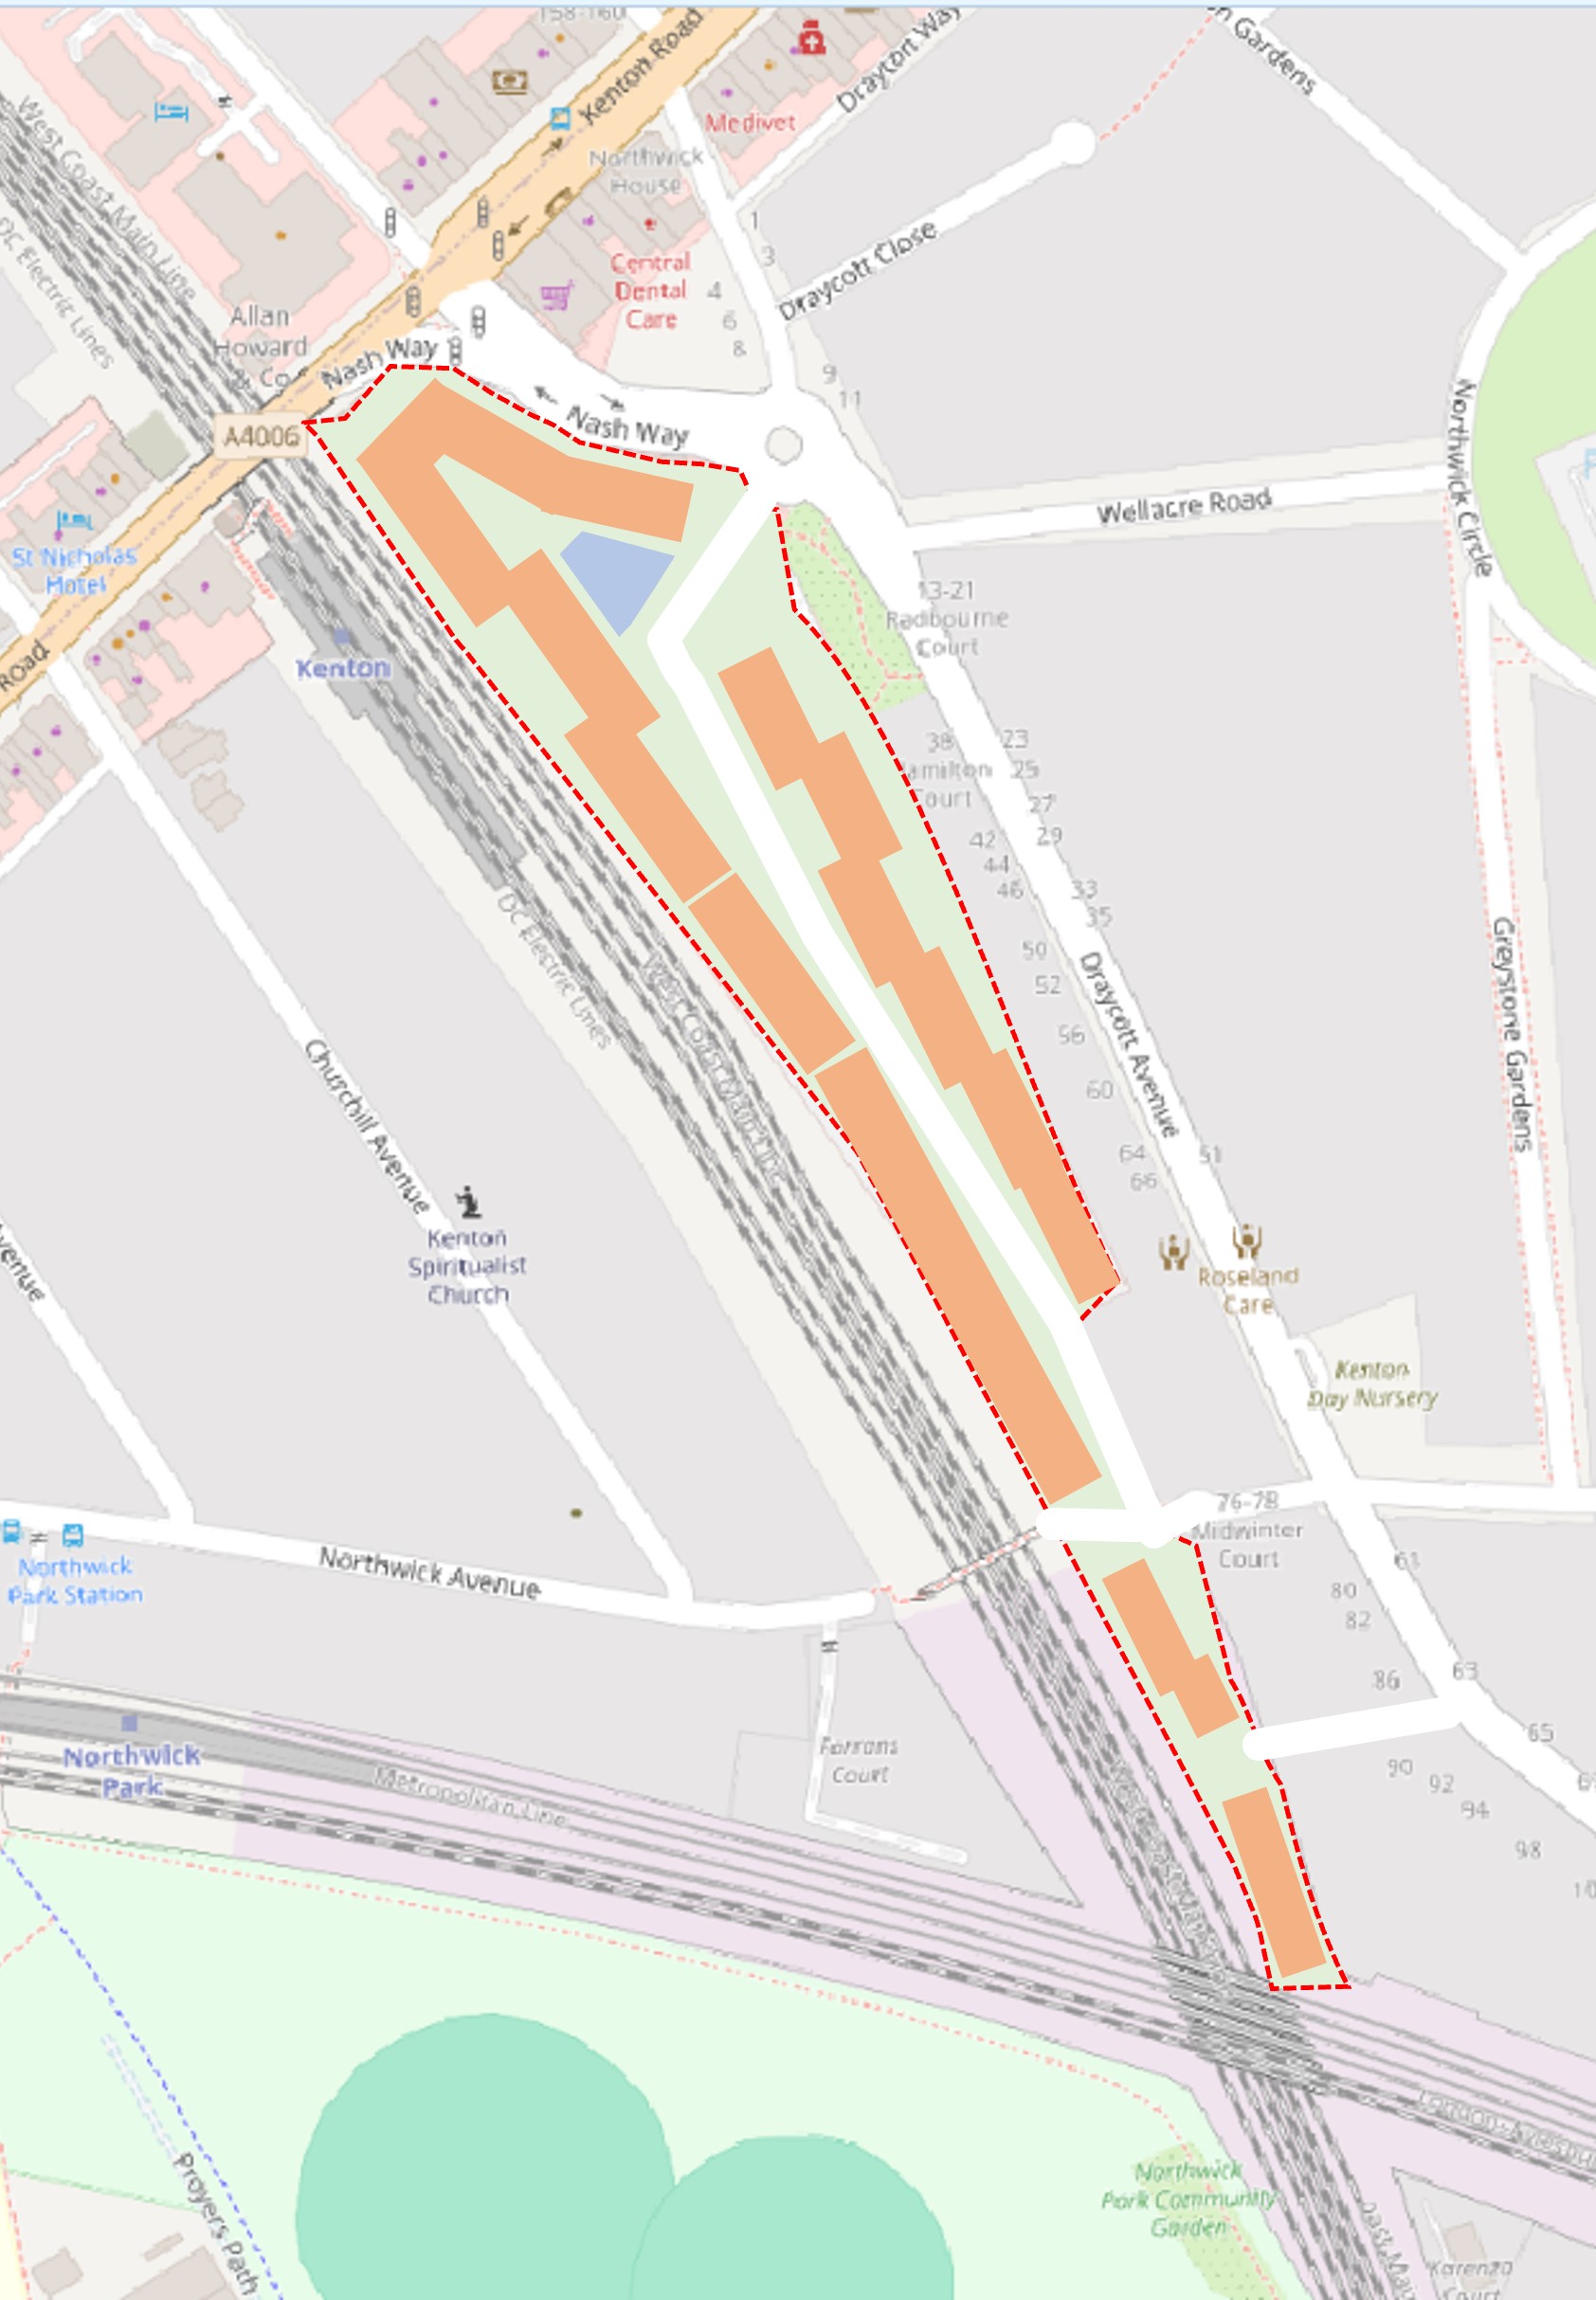 158-160
Kenton Road
Drayton Way
Gardens
West Coast Main Line
DC Electric Lines
Medivet
Northwick
House
1
3
Draycott Close
Central
Dental
Care
4
6
8
Allan
Howard
& Co
Nash Way
9
11
Nash Way
A4006
Northwick Circle
Wellacre Road
St Nicholas
Hotel
Kenton
Road
13-21
Radbourne
Court
38
23
25
27
29
42
44
46
33
35
50
52
56
60
64
66
51
Draycott Avenue
Greystone Gardens
DC Electric Lines
West Coast Main Line
Churchill Avenue
Kenton
Spiritualist
Church
Avenue
Roseland
Care
Kenton
Day Nursery
76-78
Midwinter
Court
Northwick
Park Station
Northwick Avenue
61
80
82
63
86
65
90
92
94
98
Northwick
Park
Metropolitan Line
Farrans
Court
Northwick
Park Community
Garden
Proyers Path